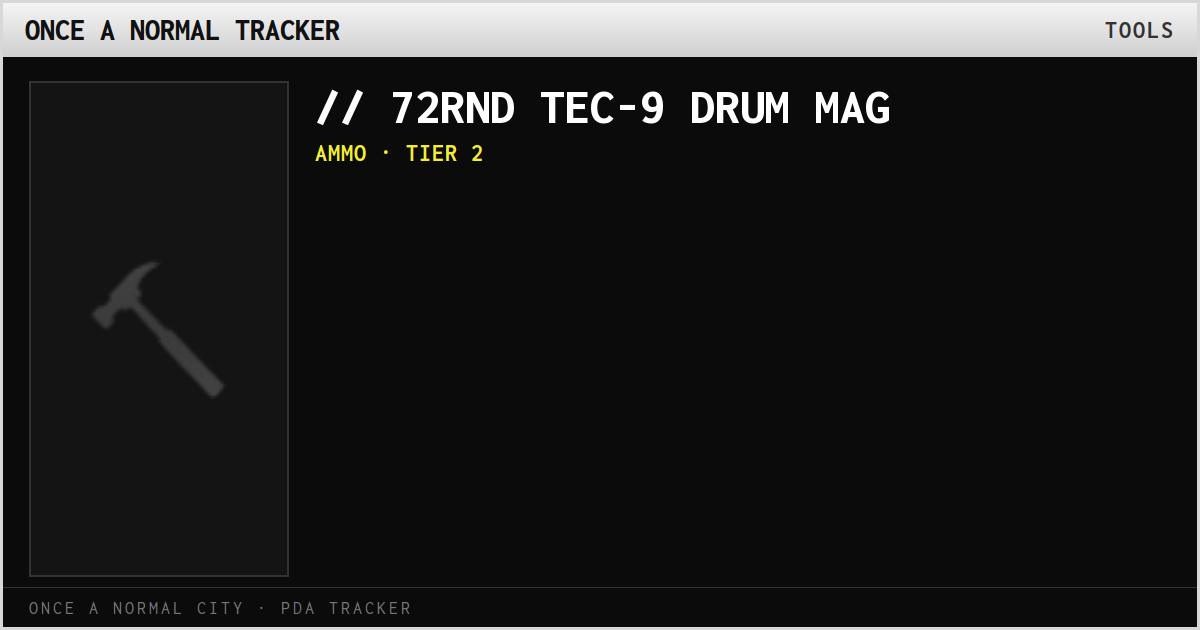 ONCE A NORMAL TRACKER
TOOLS
// 72RND TEC-9 DRUM MAG
AMMO · TIER 2
ONCE A NORMAL CITY · PDA TRACKER